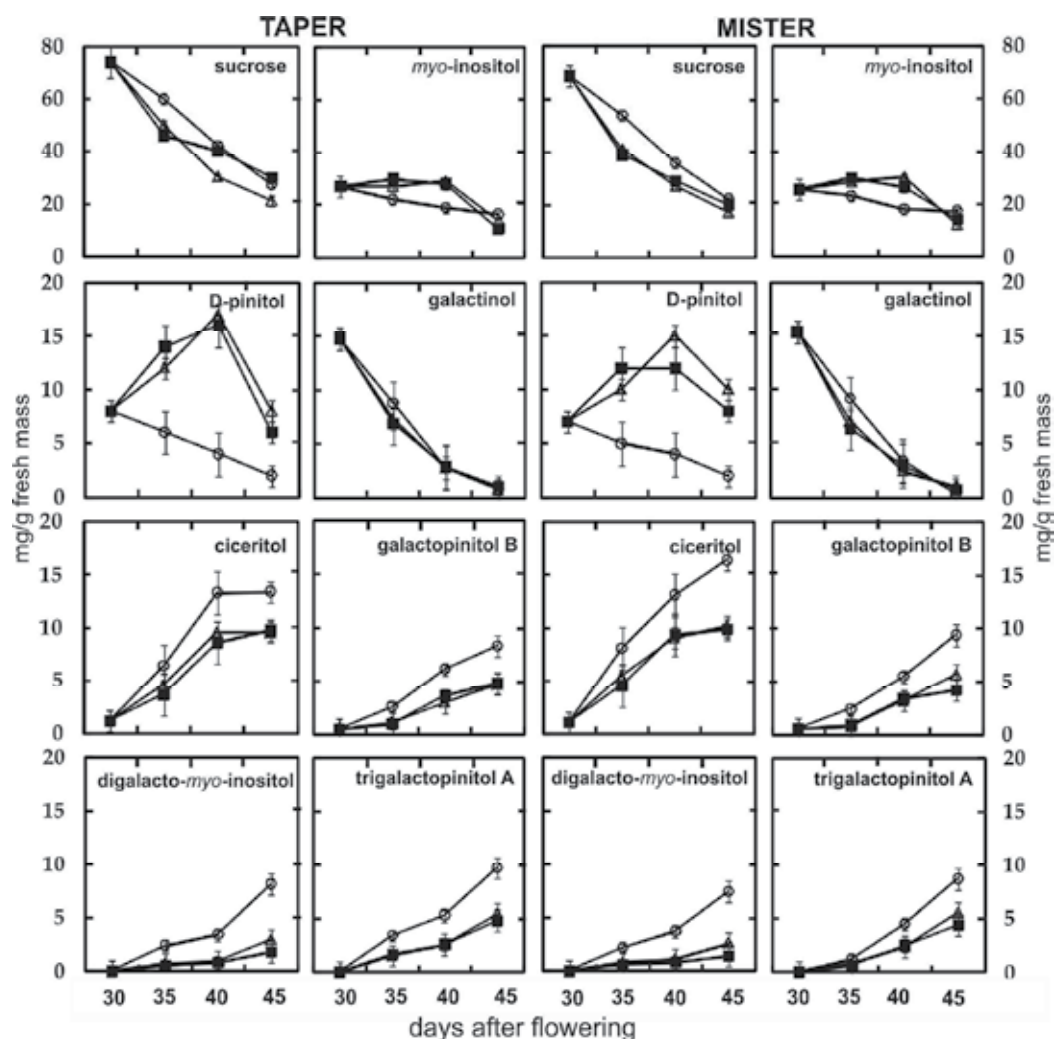 TAPER MISTER
80 sucrose myo-inositol sucrose myo-inositol 80
60 60
40 40
20 20
0 0
20 D-pinitol galactinol D-pinitol galactinol 20
15 15
10 10
5 5
0 0
mg/g fresh mass mg/g fresh mass
20 ciceritol galactopinitol B ciceritol galactopinitol B 20
15 15
10 10
5 5
0 0
20 digalacto-myo-inositol trigalactopinitol A digalacto-myo-inositol trigalactopinitol A 20
15 15
10 10
5 5
0 0
30 35 40 45 30 35 40 45 30 35 40 45 30 35 40 45
days after flowering